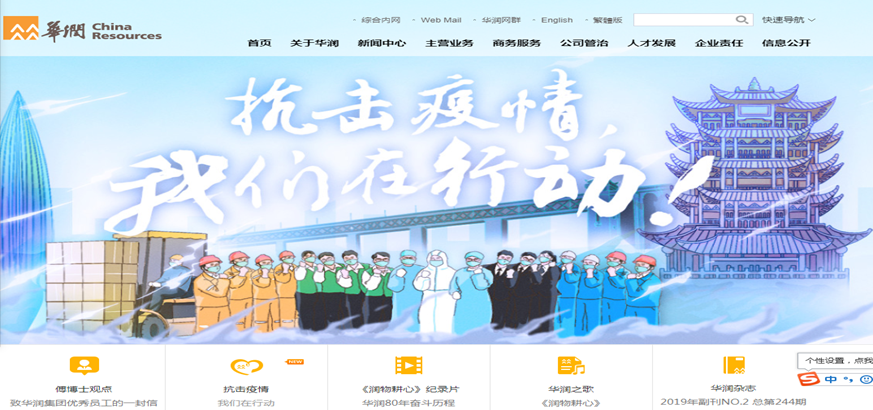 综合内网 Web Mail 华润网群 English 繁體版 快速导航
華潤 China Resources
首页 关于华润 新闻中心 主营业务 商务服务 公司管治 人才发展 企业责任 信息公开
抗击疫情,
我们在行动!
傅博士观点 抗击疫情 NEW 《润物耕心》纪录片 华润之歌 华润杂志
致华润集团优秀员工的一封信 我们在行动 华润80年奋斗历程 《润物耕心》 2019年副刊NO.2 总第244期
个性设置，点我
中